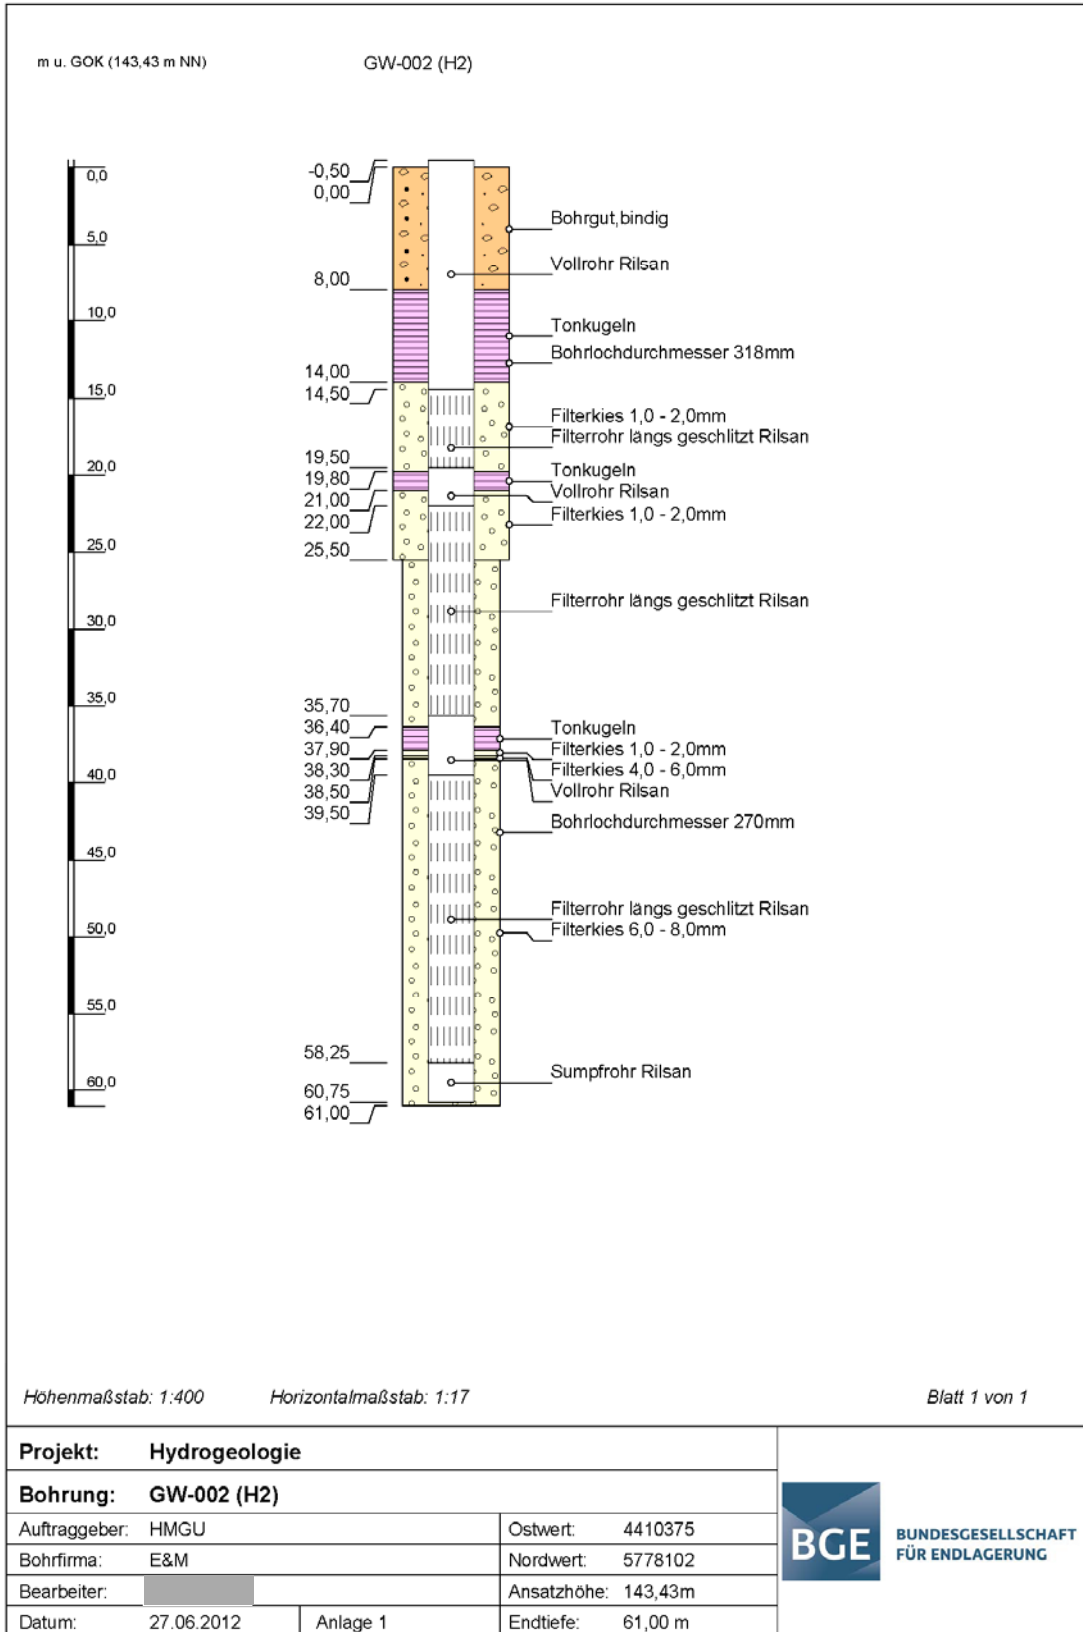 m u. GOK (143,43 m NN)
GW-002 (H2)
0,0
5,0
10,0
15,0
20,0
25,0
30,0
35,0
40,0
45,0
50,0
55,0
60,0
-0,50
0,00
8,00
14,00
14,50
19,50
19,80
21,00
22,00
25,50
35,70
36,40
37,90
38,30
38,50
39,50
58,25
60,75
61,00
Bohrgut,bindig
Vollrohr Rilsan
Tonkugeln
Bohrlochdurchmesser 318mm
Filterkies 1,0 - 2,0mm
Filterrohr längs geschlitzt Rilsan
Tonkugeln
Vollrohr Rilsan
Filterkies 1,0 - 2,0mm
Filterrohr längs geschlitzt Rilsan
Tonkugeln
Filterkies 1,0 - 2,0mm
Filterkies 4,0 - 6,0mm
Vollrohr Rilsan
Bohrlochdurchmesser 270mm
Filterrohr längs geschlitzt Rilsan
Filterkies 6,0 - 8,0mm
Sumpfrohr Rilsan
Höhenmaßstab: 1:400
Horizontalmaßstab: 1:17
Blatt 1 von 1
Projekt: Hydrogeologie
Bohrung: GW-002 (H2)
Auftraggeber: HMGU
Ostwert: 4410375
Bohrfirma: E&M
Nordwert: 5778102
Bearbeiter:
Ansatzhöhe: 143,43m
Datum: 27.06.2012
Anlage 1
Endtiefe: 61,00 m
BGE
BUNDESGESELLSCHAFT
FÜR ENDLAGERUNG